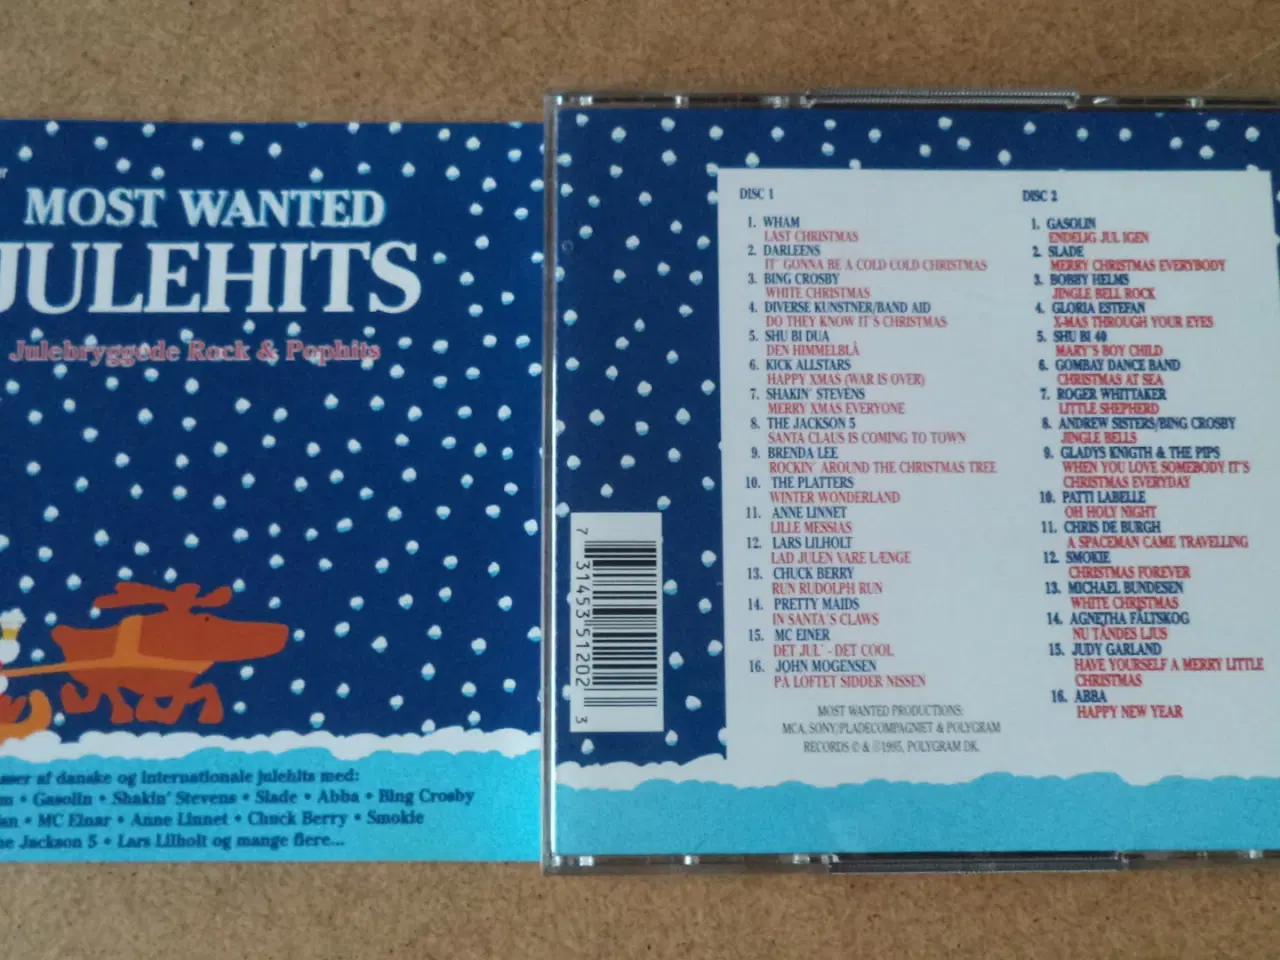 MOST WANTED
JULEHITS
Julebryggede Rock & Pophits
af danske og internationale julehits med:
• Gasolin • Shakin' Stevens • Slade • Abba • Bing Crosby
• MC Einar • Anne Linnet • Chuck Berry • Smokie
Jackson 5 • Lars Lilholt og mange flere...
7 31453 51202 3
DISC 1
1. WHAM
LAST CHRISTMAS
2. DARLEENS
IT´ GONNA BE A COLD COLD CHRISTMAS
3. BING CROSBY
WHITE CHRISTMAS
4. DIVERSE KUNSTNER/BAND AID
DO THEY KNOW IT´S CHRISTMAS
5. SHU BI DUA
DEN HIMMELBLÅ
6. KICK ALLSTARS
HAPPY XMAS (WAR IS OVER)
7. SHAKIN´ STEVENS
MERRY XMAS EVERYONE
8. THE JACKSON 5
SANTA CLAUS IS COMING TO TOWN
9. BRENDA LEE
ROCKIN´ AROUND THE CHRISTMAS TREE
10. THE PLATTERS
WINTER WONDERLAND
11. ANNE LINNET
LILLE MESSIAS
12. LARS LILHOLT
LAD JULEN VARE LÆNGE
13. CHUCK BERRY
RUN RUDOLPH RUN
14. PRETTY MAIDS
IN SANTA´S CLAWS
15. MC EINER
DET JUL´ - DET COOL
16. JOHN MOGENSEN
PÅ LOFTET SIDDER NISSEN
MOST WANTED PRODUCTIONS:
MCA, SONY/PLADECOMPAGNIET & POLYGRAM
RECORDS © & ℗1995, POLYGRAM DK.
DISC 2
1. GASOLIN
ENDELIG JUL IGEN
2. SLADE
MERRY CHRISTMAS EVERYBODY
3. BOBBY HELMS
JINGLE BELL ROCK
4. GLORIA ESTEFAN
X-MAS THROUGH YOUR EYES
5. SHU BI 40
MARY´S BOY CHILD
6. GOMBAY DANCE BAND
CHRISTMAS AT SEA
7. ROGER WHITTAKER
LITTLE SHEPHERD
8. ANDREW SISTERS/BING CROSBY
JINGLE BELLS
9. GLADYS KNIGTH & THE PIPS
WHEN YOU LOVE SOMEBODY IT´S
CHRISTMAS EVERYDAY
10. PATTI LABELLE
OH HOLY NIGHT
11. CHRIS DE BURGH
A SPACEMAN CAME TRAVELLING
12. SMOKIE
CHRISTMAS FOREVER
13. MICHAEL BUNDESEN
WHITE CHRISTMAS
14. AGNETHA FÄLTSKOG
NU TÄNDES LJUS
15. JUDY GARLAND
HAVE YOURSELF A MERRY LITTLE
CHRISTMAS
16. ABBA
HAPPY NEW YEAR